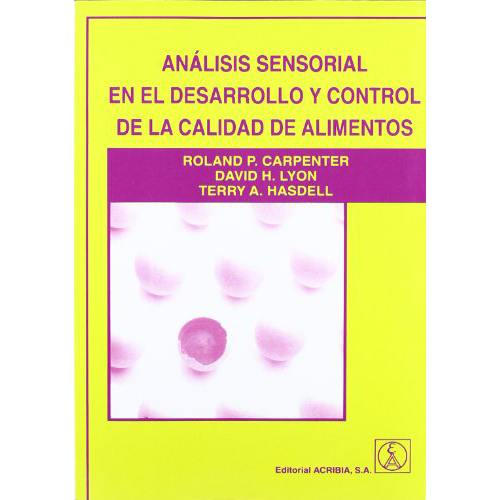 ANÁLISIS SENSORIAL
EN EL DESARROLLO Y CONTROL
DE LA CALIDAD DE ALIMENTOS
ROLAND P. CARPENTER
DAVID H. LYON
TERRY A. HASDELL
Editorial ACRIBIA, S.A.